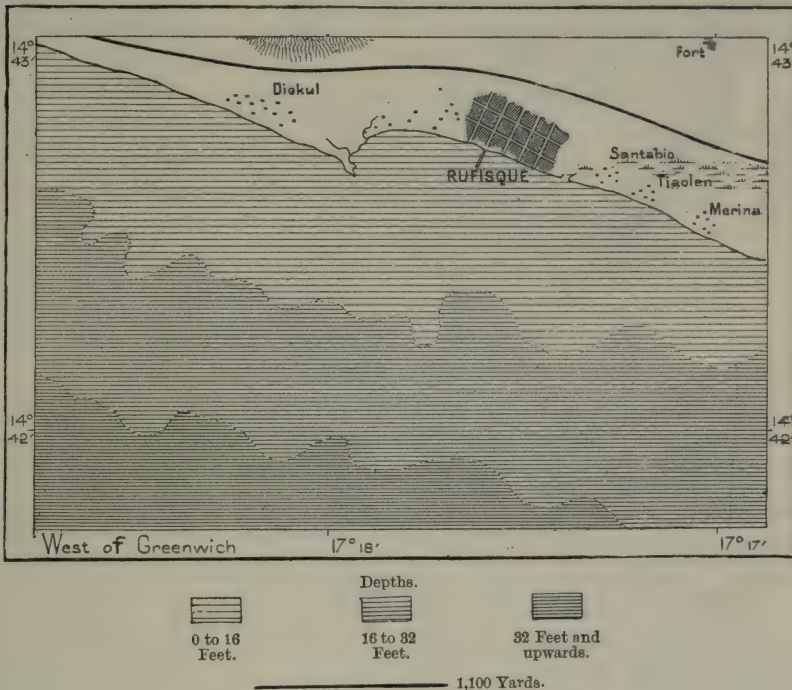 14°
43'
Fort
14°
43'
Diokul
Santabio
RUFISQUE
Tiaolen
Merina
14°
42'
14°
42'
West of Greenwich
17° 18'
17° 17'
Depths.
0 to 16
Feet.
16 to 32
Feet.
32 Feet and
upwards.
1,100 Yards.